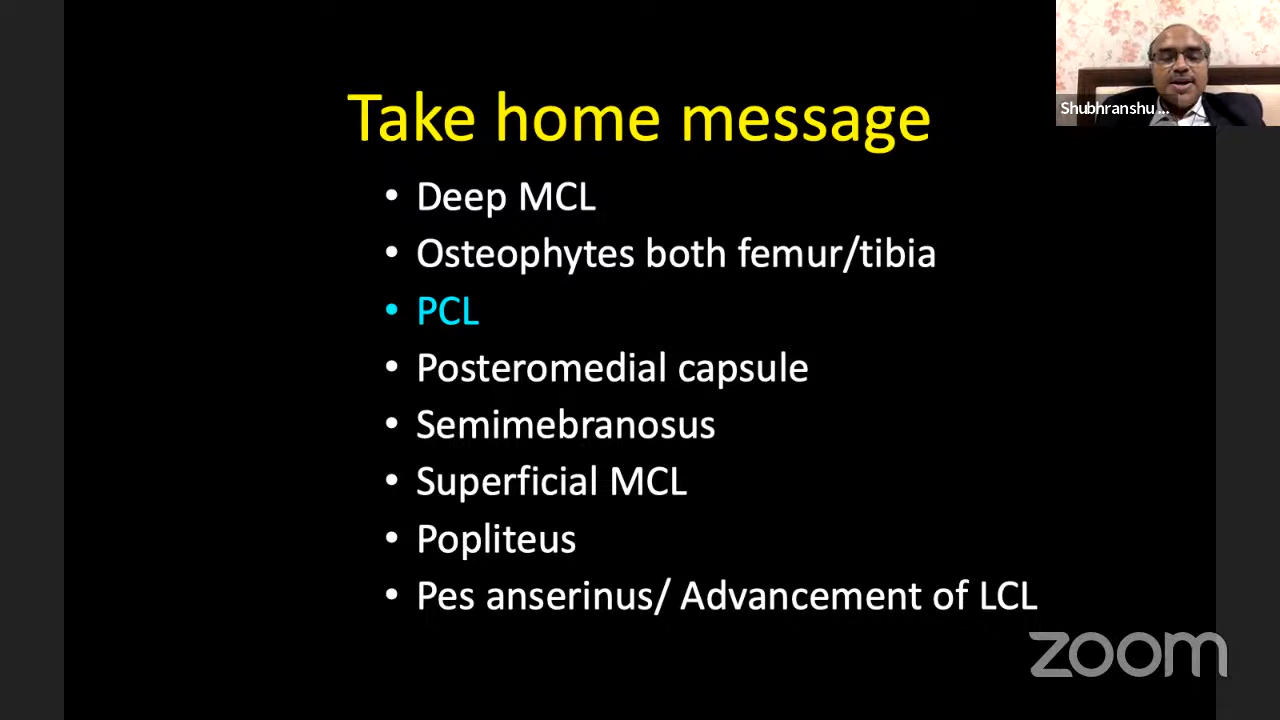 Take home message
• Deep MCL
• Osteophytes both femur/tibia
• PCL
• Posteromedial capsule
• Semimebranosus
• Superficial MCL
• Popliteus
• Pes anserinus/ Advancement of LCL
Shubhranshu ...
zoom